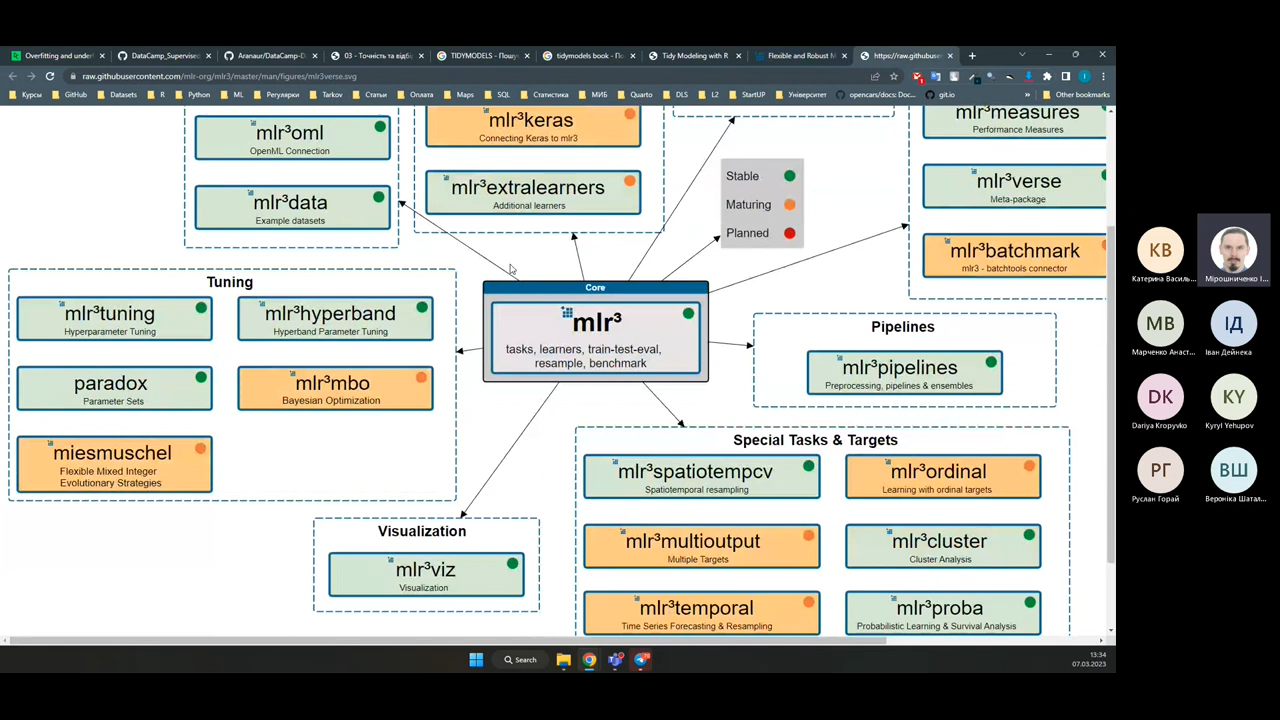 Overfitting and under
DataCamp_Supervised
Aranaur/DataCamp-D
03 - Точність та відбі
TIDYMODELS - Пошу
tidymodels book - По
Tidy Modeling with R
Flexible and Robust M
https://raw.githubuse
raw.githubusercontent.com/mlr-org/mlr3/master/man/figures/mlr3verse.svg
Курсы
GitHub
Datasets
R
Python
ML
Регулярки
Tarkov
Статьи
Оплата
Maps
SQL
Статистика
МИБ
Quarto
DLS
L2
StartUP
Університет
opencars/docs: Doc...
git.io
»
Other bookmarks
mlr³oml
OpenML Connection
mlr³data
Example datasets
mlr³keras
Connecting Keras to mlr3
mlr³extralearners
Additional learners
Stable
Maturing
Planned
mlr³measures
Performance Measures
mlr³verse
Meta-package
mlr³batchmark
mlr3 - batchtools connector
Tuning
mlr³tuning
Hyperparameter Tuning
mlr³hyperband
Hyperband Parameter Tuning
paradox
Parameter Sets
mlr³mbo
Bayesian Optimization
miesmuschel
Flexible Mixed Integer
Evolutionary Strategies
Core
mlr³
tasks, learners, train-test-eval,
resample, benchmark
Pipelines
mlr³pipelines
Preprocessing, pipelines & ensembles
Visualization
mlr³viz
Visualization
Special Tasks & Targets
mlr³spatiotempcv
Spatiotemporal resampling
mlr³ordinal
Learning with ordinal targets
mlr³multioutput
Multiple Targets
mlr³cluster
Cluster Analysis
mlr³temporal
Time Series Forecasting & Resampling
mlr³proba
Probabilistic Learning & Survival Analysis
Search
13:34
07.03.2023
КВ
Катерина Василь...
Мірошниченко І...
МВ
Марченко Анаст...
ІД
Іван Дейнека
DK
Dariya Kropyvko
KY
Kyryl Yehupov
РГ
Руслан Горай
ВШ
Вероніка Шатал...